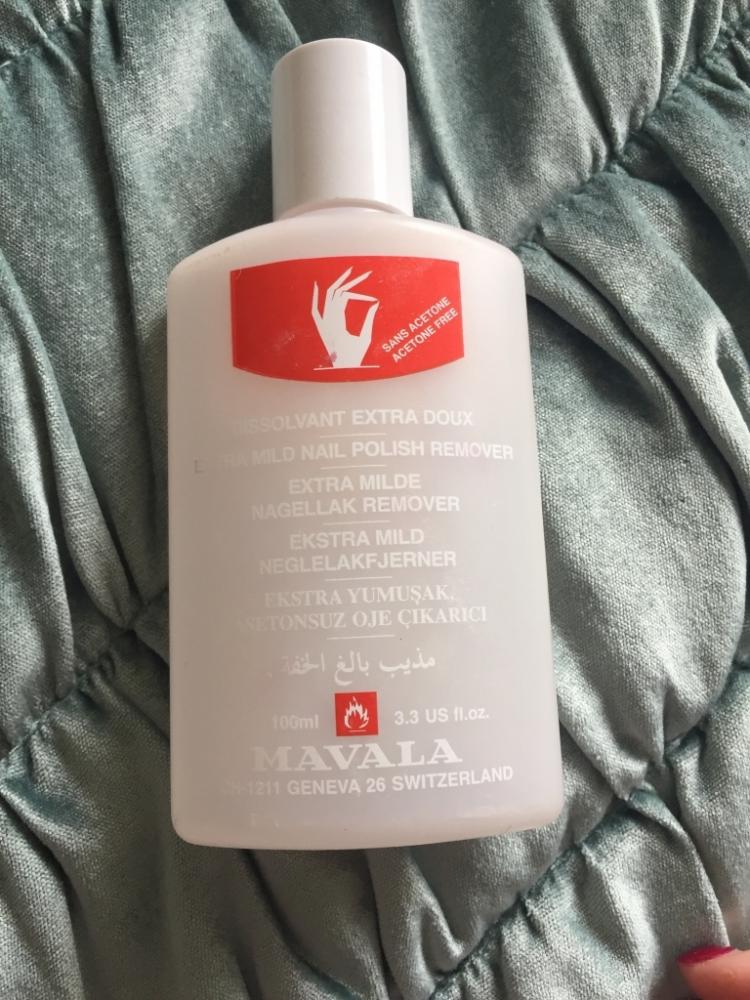 SANS ACETONE
ACETONE FREE
DISSOLVANT EXTRA DOUX
EXTRA MILD NAIL POLISH REMOVER
EXTRA MILDE
NAGELLAK REMOVER
EKSTRA MILD
NEGLELAKFJERNER
EKSTRA YUMUŞAK,
ASETONSUZ OJE ÇIKARICI
مذيب بالغ الخفة
100ml 3.3 US fl.oz.
MAVALA
CH-1211 GENEVA 26 SWITZERLAND